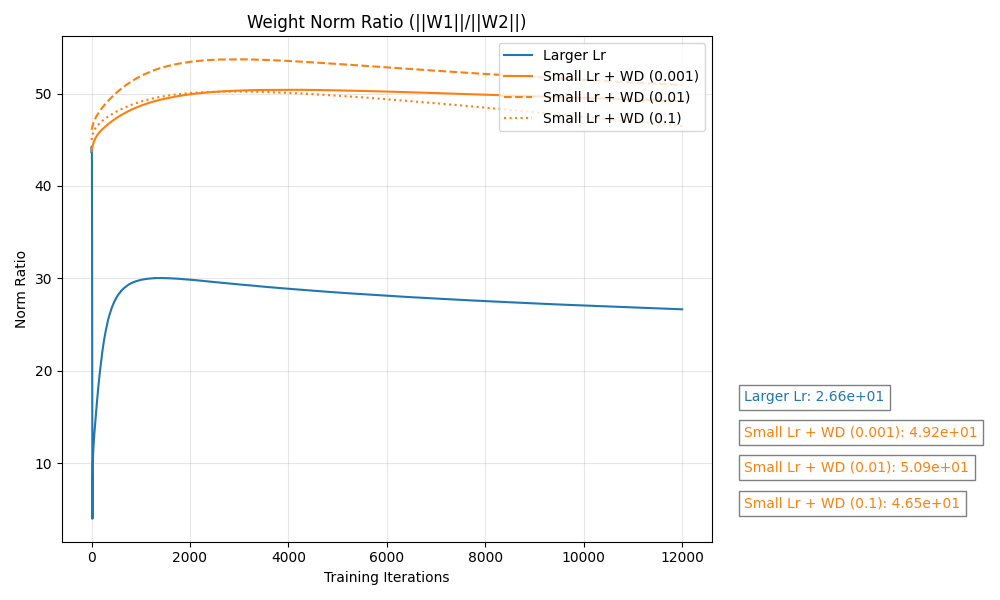 Weight Norm Ratio (||W1||/||W2||)
Larger Lr
Small Lr + WD (0.001)
Small Lr + WD (0.01)
Small Lr + WD (0.1)
Norm Ratio
50
40
30
20
10
0
2000
4000
6000
8000
10000
12000
Training Iterations
Larger Lr: 2.66e+01
Small Lr + WD (0.001): 4.92e+01
Small Lr + WD (0.01): 5.09e+01
Small Lr + WD (0.1): 4.65e+01